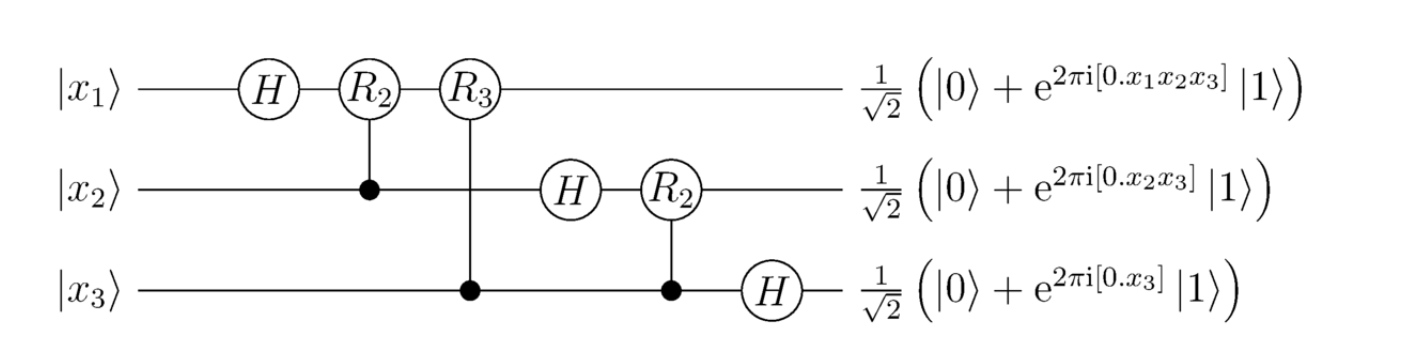 |x₁⟩ H R₂ R₃ 1/√2 (|0⟩ + e^{2πi[0.x₁x₂x₃]} |1⟩)
|x₂⟩ H R₂ 1/√2 (|0⟩ + e^{2πi[0.x₂x₃]} |1⟩)
|x₃⟩ H 1/√2 (|0⟩ + e^{2πi[0.x₃]} |1⟩)